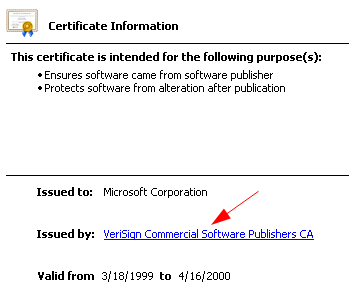 Certificate Information
This certificate is intended for the following purpose(s):
•Ensures software came from software publisher
•Protects software from alteration after publication
Issued to: Microsoft Corporation
Issued by: VeriSign Commercial Software Publishers CA
Valid from 3/18/1999 to 4/16/2000